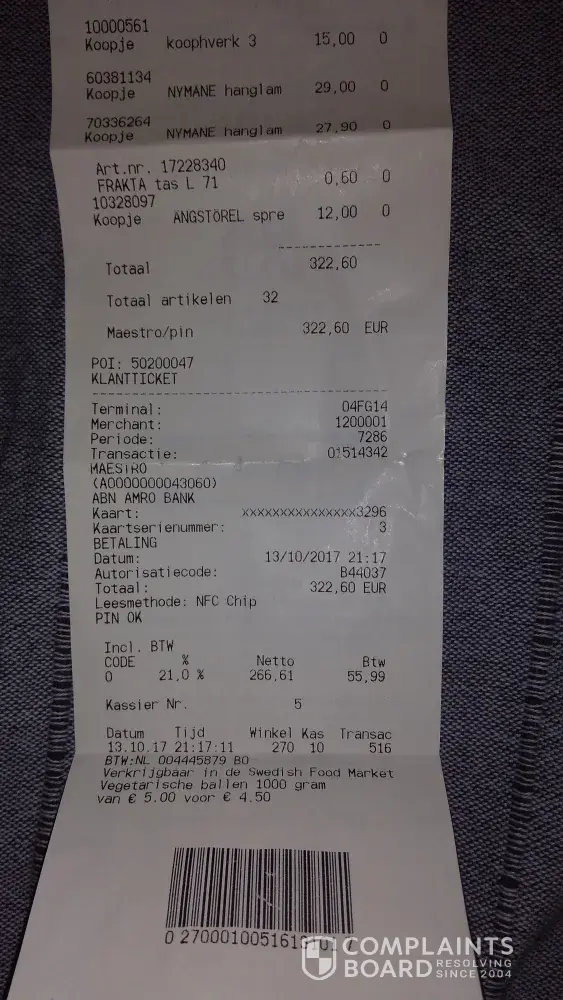 10000561
Koopje koophverk 3 15,00 0
60381134
Koopje NYMANE hanglam 29,00 0
70336264
Koopje NYMANE hanglam 27,90 0
Art.nr. 17228340
FRAKTA tas L 71 0,60 0
10328097
Koopje ÄNGSTÖREL spre 12,00 0
Totaal 322,60
Totaal artikelen 32
Maestro/pin 322,60 EUR
POI: 50200047
KLANTTICKET
Terminal: 04FG14
Merchant: 1200001
Periode: 7286
Transactie: 01514342
MAESTRO
(A0000000043060)
ABN AMRO BANK
Kaart: xxxxxxxxxxxxxxx3296
Kaartserienummer: 3
BETALING
Datum: 13/10/2017 21:17
Autorisatiecode: B44037
Totaal: 322,60 EUR
Leesmethode: NFC Chip
PIN OK
Incl. BTW
CODE % Netto Btw
0 21,0 % 266,61 55,99
Kassier Nr. 5
Datum Tijd Winkel Kas Transac
13.10.17 21:17:11 270 10 516
BTW:NL 004445879 B0
Verkrijgbaar in de Swedish Food Market
Vegetarische ballen 1000 gram
van € 5.00 voor € 4.50
COMPLAINTS
BOARD RESOLVING
SINCE 2004